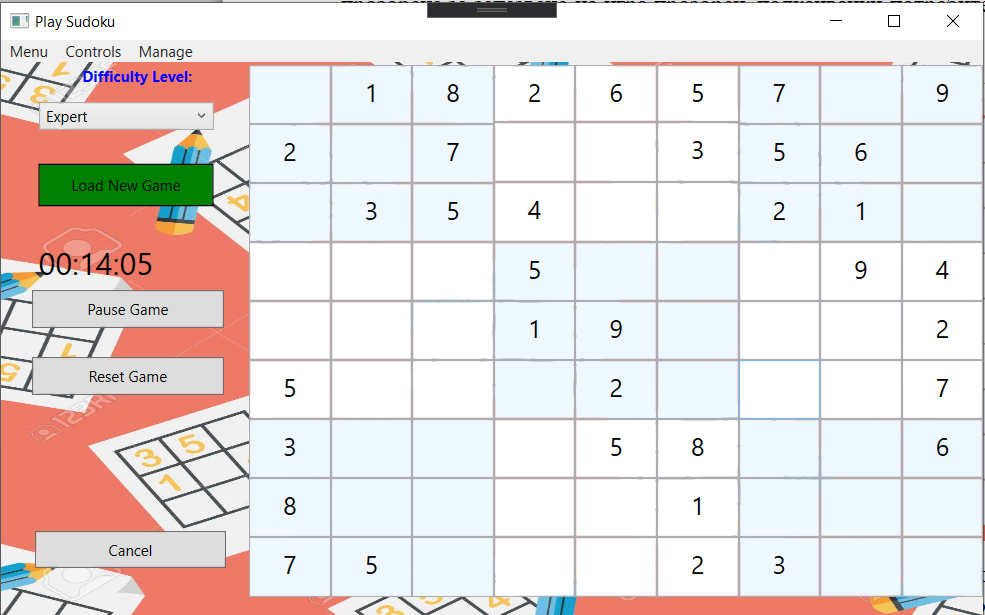 Play Sudoku
Menu Controls Manage
Difficulty Level:
Expert
Load New Game
00:14:05
Pause Game
Reset Game
Cancel
1 8 2 6 5 7 9
2 7 3 5 6
3 5 4 2 1
5 9 4
1 9 2
5 2 7
3 5 8 6
8 1
7 5 2 3